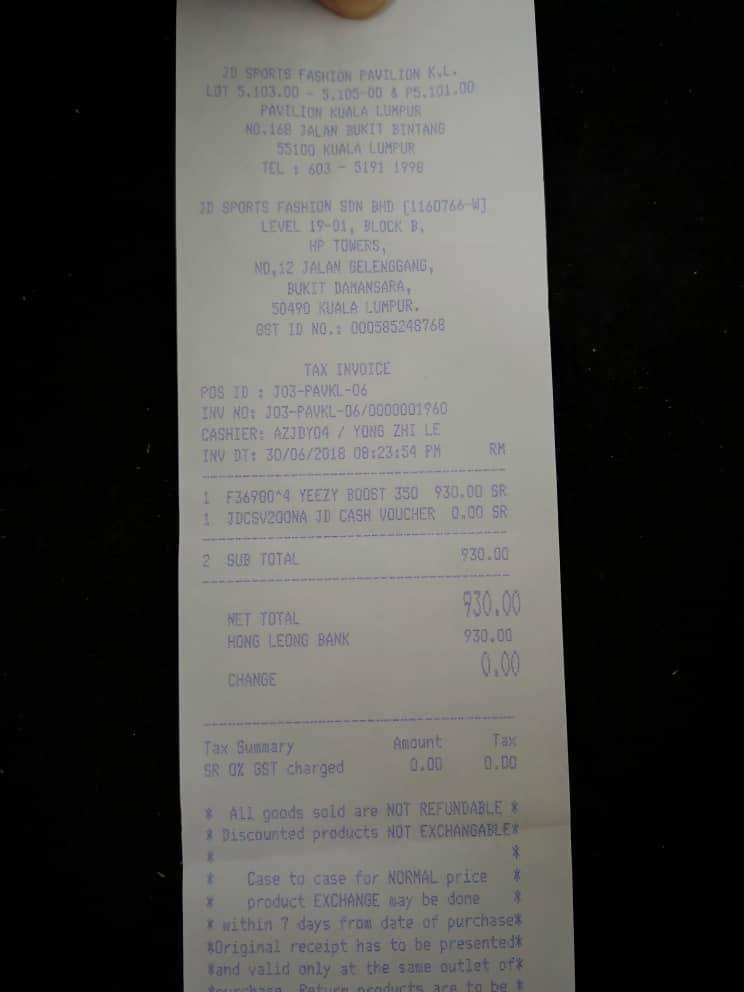 JD SPORTS FASHION PAVILION K.L.
LOT 5.103.00 - 5.105-00 & P5.101.00
PAVILION KUALA LUMPUR
NO.168 JALAN BUKIT BINTANG
55100 KUALA LUMPUR
TEL : 603 - 5191 1998
JD SPORTS FASHION SDN BHD [1160766-W]
LEVEL 19-01, BLOCK B,
HP TOWERS,
NO,12 JALAN GELENGGANG,
BUKIT DAMANSARA,
50490 KUALA LUMPUR.
GST ID NO.: 000585248768
TAX INVOICE
POS ID : J03-PAVKL-06
INV NO: J03-PAVKL-06/0000001960
CASHIER: AZJDY04 / YONG ZHI LE
INV DT: 30/06/2018 08:23:54 PM RM
1 F36980^4 YEEZY BOOST 350 930.00 SR
1 JDCSV200NA JD CASH VOUCHER 0.00 SR
2 SUB TOTAL 930.00
NET TOTAL 930.00
HONG LEONG BANK 930.00
CHANGE 0.00
Tax Summary Amount Tax
SR 0% GST charged 0.00 0.00
* All goods sold are NOT REFUNDABLE *
* Discounted products NOT EXCHANGABLE*
* *
* Case to case for NORMAL price *
* product EXCHANGE may be done *
* within 7 days from date of purchase*
*Original receipt has to be presented*
*and valid only at the same outlet of*
*purchase. Return products are to be *